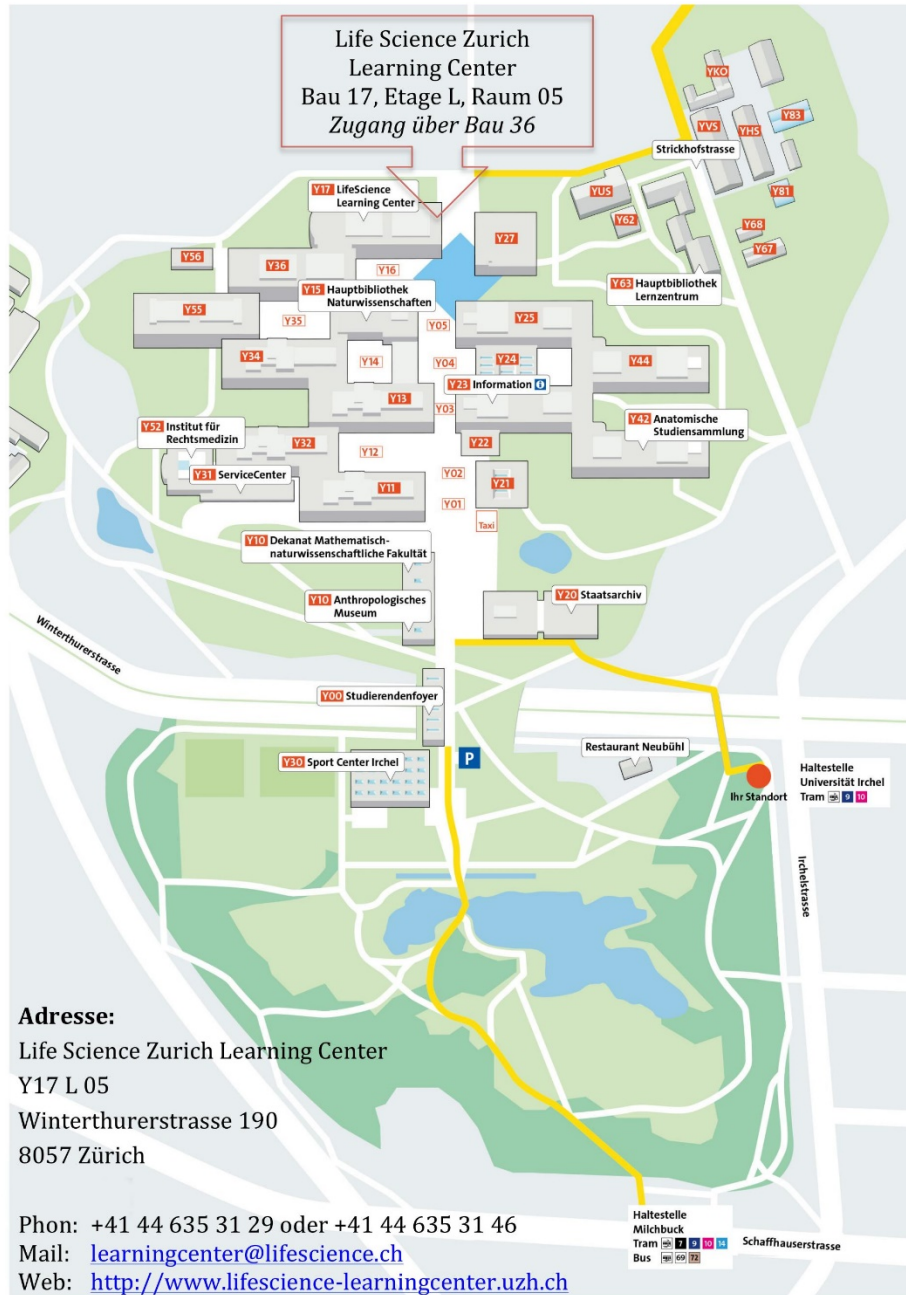 Life Science Zurich
Learning Center
Bau 17, Etage L, Raum 05
Zugang über Bau 36
YKO
YVS
YHS
Y83
Strickhofstrasse
Y81
YUS
Y62
Y68
Y67
Y17 LifeScience
Learning Center
Y27
Y56
Y36
Y16
Y63 Hauptbibliothek
Lernzentrum
Y15 Hauptbibliothek
Naturwissenschaften
Y55
Y35
Y05
Y25
Y34
Y14
Y04
Y24
Y44
Y23 Information i
Y13
Y03
Y42 Anatomische
Studiensammlung
Y52 Institut für
Rechtsmedizin
Y32
Y12
Y22
Y31 ServiceCenter
Y11
Y02
Y21
Y01
Taxi
Y10 Dekanat Mathematisch-
naturwissenschaftliche Fakultät
Y10 Anthropologisches
Museum
Y20 Staatsarchiv
Winterthurerstrasse
Y00 Studierendenfoyer
Y30 Sport Center Irchel
P
Restaurant Neubühl
Ihr Standort
Haltestelle
Universität Irchel
Tram 9 10
Irchelstrasse
Adresse:
Life Science Zurich Learning Center
Y17 L 05
Winterthurerstrasse 190
8057 Zürich
Phon: +41 44 635 31 29 oder +41 44 635 31 46
Mail: learningcenter@lifescience.ch
Web: http://www.lifescience-learningcenter.uzh.ch
Haltestelle
Milchbuck
Tram 7 9 10 14
Bus 69 72
Schaffhauserstrasse